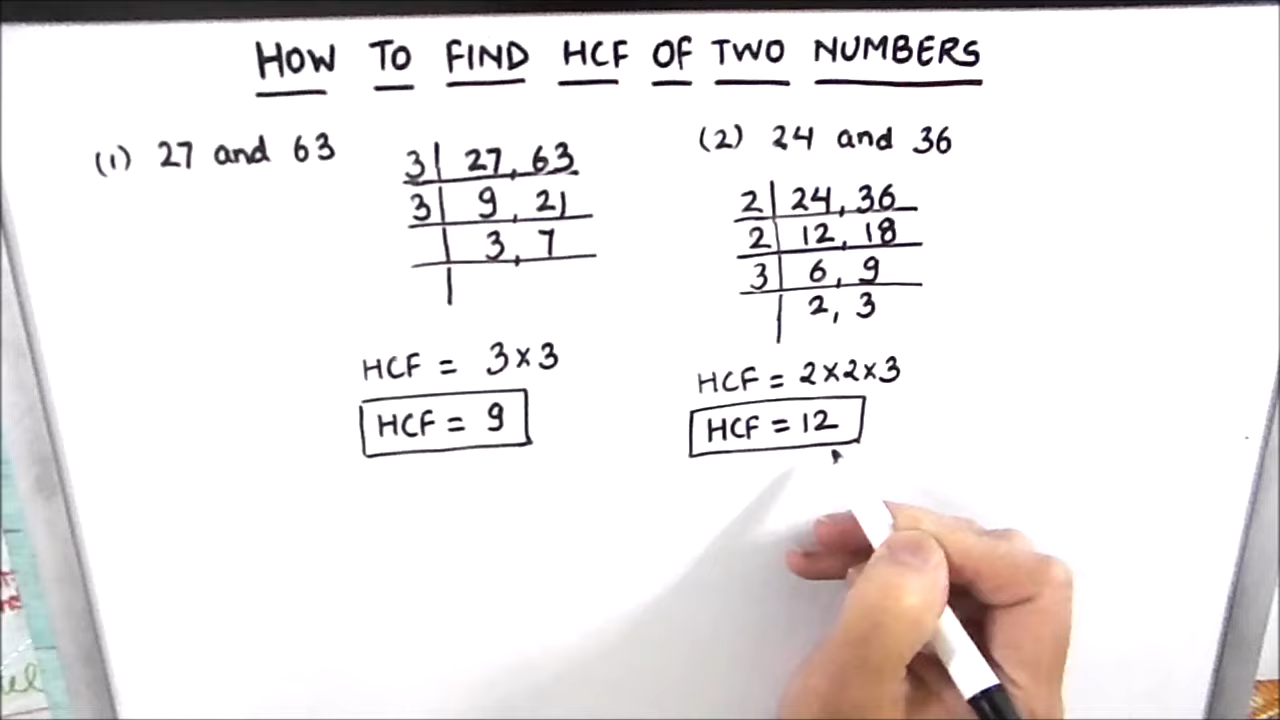 HOW TO FIND HCF OF TWO NUMBERS
(1) 27 and 63
3 | 27, 63
3 | 9, 21
| 3, 7
HCF = 3×3
HCF = 9
(2) 24 and 36
2 | 24, 36
2 | 12, 18
3 | 6, 9
| 2, 3
HCF = 2×2×3
HCF = 12